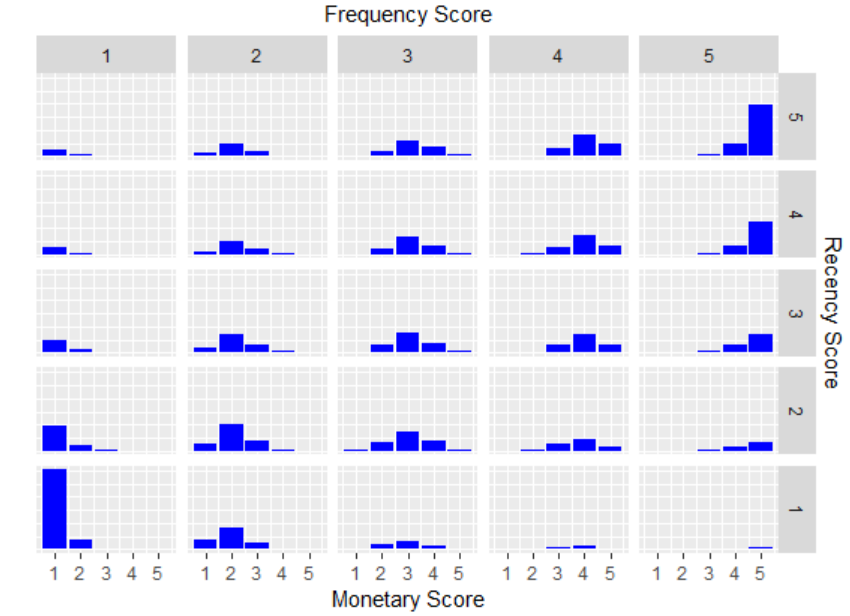 Frequency Score
1 2 3 4 5
5
4
3
2
1
Recency Score
1 2 3 4 5 1 2 3 4 5 1 2 3 4 5 1 2 3 4 5 1 2 3 4 5
Monetary Score